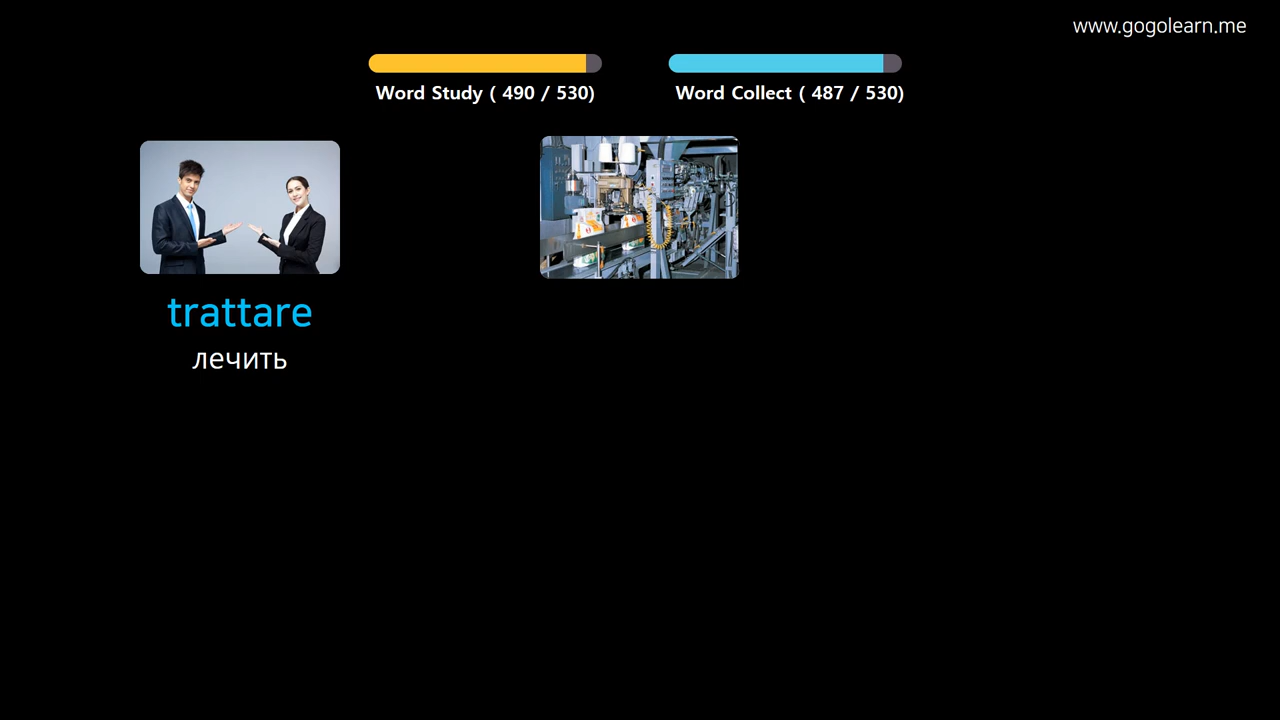 www.gogolearn.me
Word Study ( 490 / 530)
Word Collect ( 487 / 530)
trattare
лечить